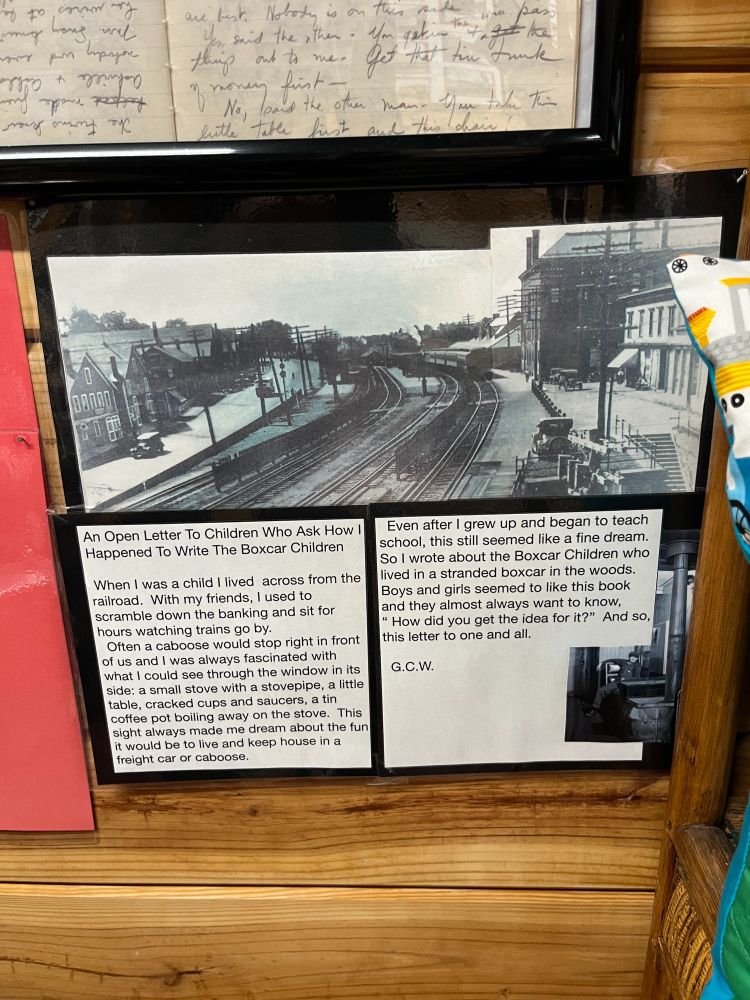 are best. Nobody is on this side
Yes, said the other. You get in the
things out to me. Get that tin trunk
of money first —
No, said the other man. You take this
little table first and this chair!
An Open Letter To Children Who Ask How I
Happened To Write The Boxcar Children
When I was a child I lived across from the
railroad. With my friends, I used to
scramble down the banking and sit for
hours watching trains go by.
Often a caboose would stop right in front
of us and I was always fascinated with
what I could see through the window in its
side: a small stove with a stovepipe, a little
table, cracked cups and saucers, a tin
coffee pot boiling away on the stove. This
sight always made me dream about the fun
it would be to live and keep house in a
freight car or caboose.
Even after I grew up and began to teach
school, this still seemed like a fine dream.
So I wrote about the Boxcar Children who
lived in a stranded boxcar in the woods.
Boys and girls seemed to like this book
and they almost always want to know,
“ How did you get the idea for it?” And so,
this letter to one and all.
G.C.W.